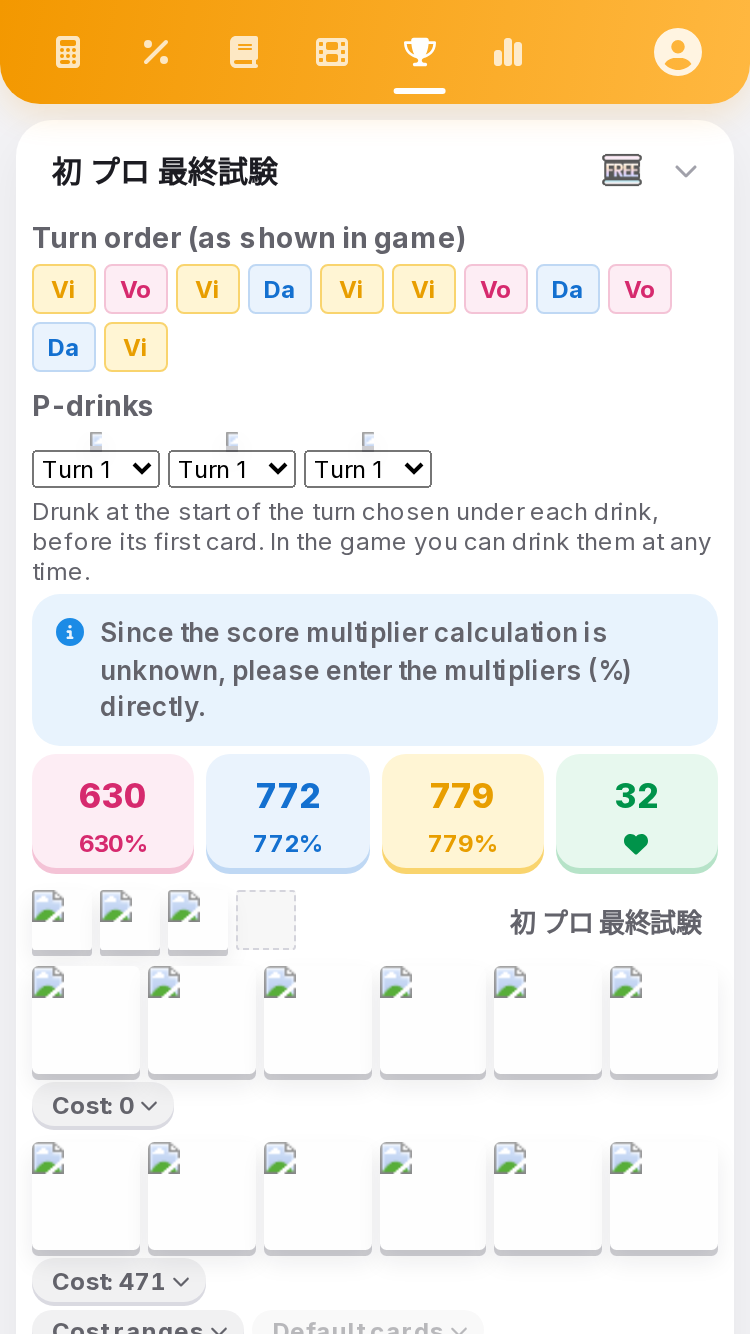 初 プロ 最終試験 FREE
Turn order (as shown in game)
Vi Vo Vi Da Vi Vi Vo Da Vo
Da Vi
P-drinks
Turn 1 Turn 1 Turn 1
Drunk at the start of the turn chosen under each drink,
before its first card. In the game you can drink them at any
time.
Since the score multiplier calculation is
unknown, please enter the multipliers (%)
directly.
630 772 779 32
630% 772% 779%
初 プロ 最終試験
Cost: 0
Cost: 471
Cost ranges Default cards